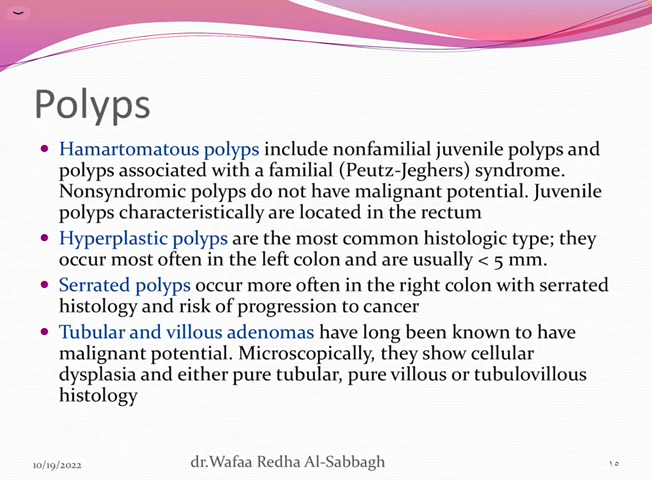 Polyps
• Hamartomatous polyps include nonfamilial juvenile polyps and
polyps associated with a familial (Peutz-Jeghers) syndrome.
Nonsyndromic polyps do not have malignant potential. Juvenile
polyps characteristically are located in the rectum
• Hyperplastic polyps are the most common histologic type; they
occur most often in the left colon and are usually < 5 mm.
• Serrated polyps occur more often in the right colon with serrated
histology and risk of progression to cancer
• Tubular and villous adenomas have long been known to have
malignant potential. Microscopically, they show cellular
dysplasia and either pure tubular, pure villous or tubulovillous
histology
10/19/2022 dr.Wafaa Redha Al-Sabbagh ١٥